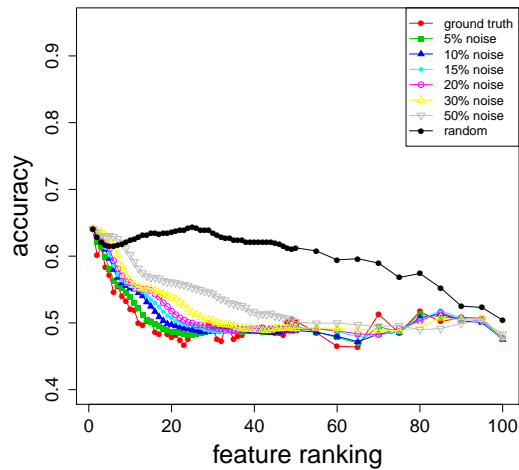 ground truth
5% noise
10% noise
15% noise
20% noise
30% noise
50% noise
random
accuracy
0.9
0.8
0.7
0.6
0.5
0.4
0 20 40 60 80 100
feature ranking